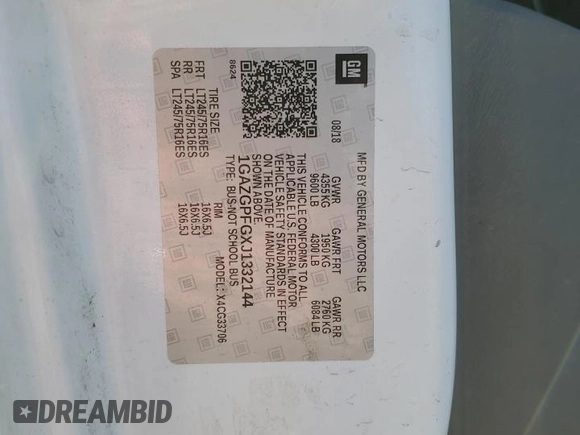 GM
MFD BY GENERAL MOTORS LLC
08/18 GVWR GAWR FRT GAWR RR
4355 KG 1950 KG 2760 KG
9600 LB 4300 LB 6084 LB
THIS VEHICLE CONFORMS TO ALL
APPLICABLE U.S. FEDERAL MOTOR
VEHICLE SAFETY STANDARDS IN EFFECT
ON THE DATE OF MANUFACTURE
SHOWN ABOVE.
1GAZGPFGXJ1332144
8624 TYPE: BUS-NOT SCHOOL BUS MODEL: X4CG33706
TIRE SIZE RIM
FRT LT245/75R16ES 16X6.5J
RR LT245/75R16ES 16X6.5J
SPA LT245/75R16ES 16X6.5J
DREAMBID